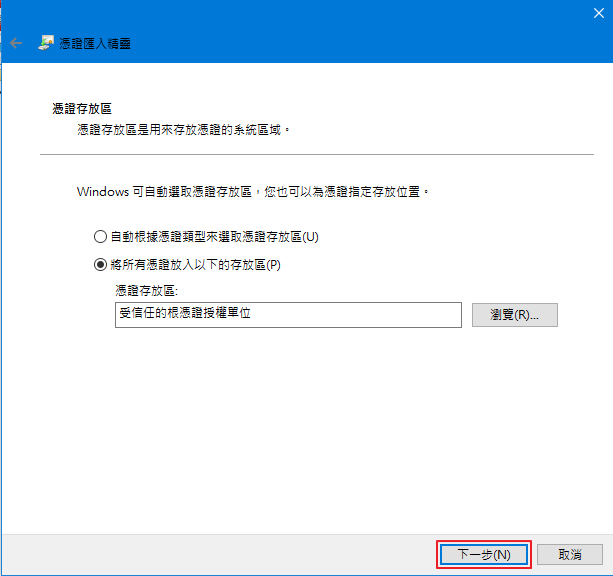 憑證匯入精靈
憑證存放區
憑證存放區是用來存放憑證的系統區域。
Windows 可自動選取憑證存放區，您也可以為憑證指定存放位置。
自動根據憑證類型來選取憑證存放區(U)
將所有憑證放入以下的存放區(P)
憑證存放區:
受信任的根憑證授權單位
瀏覽(R)...
下一步(N)
取消